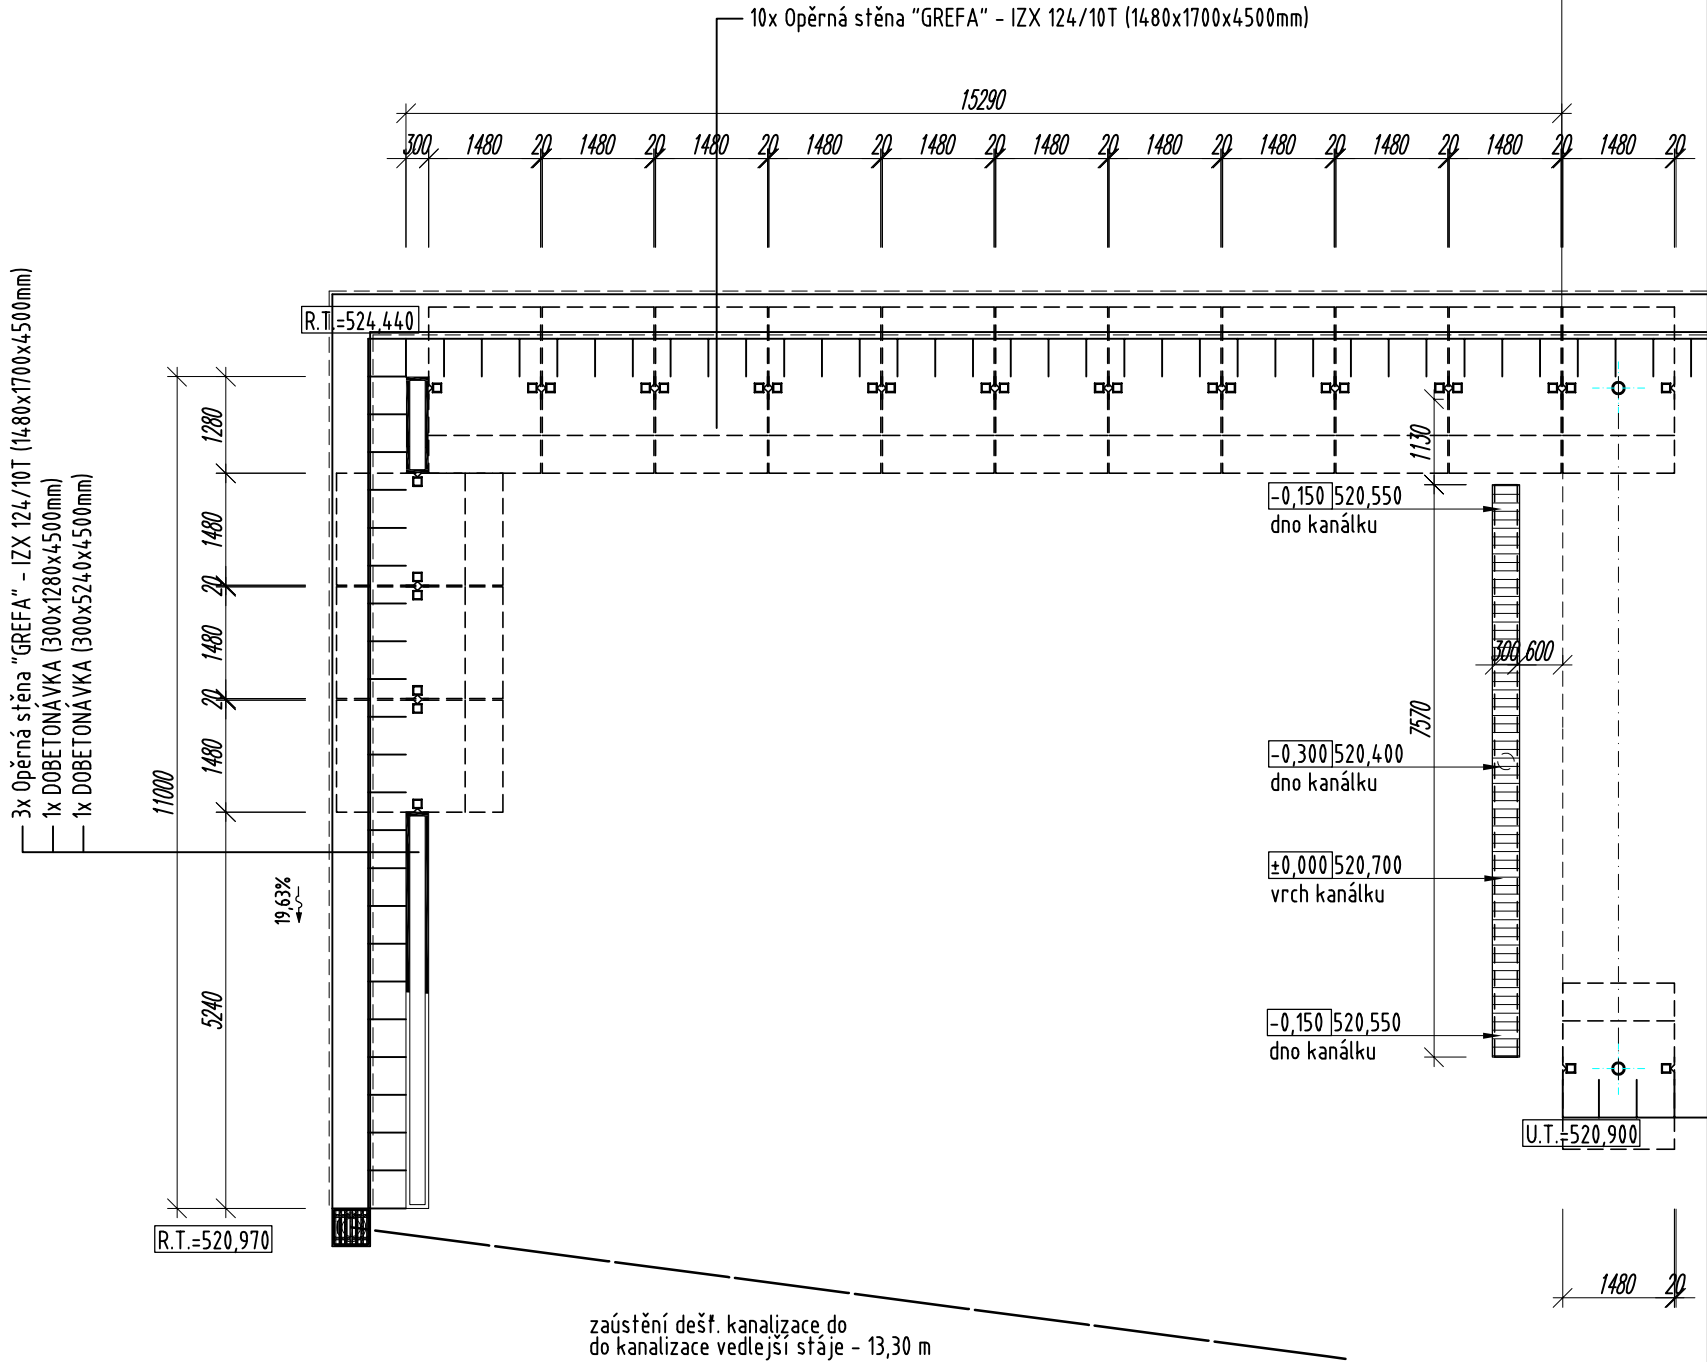 10x Opěrná stěna "GREFA" - IZX 124/10T (1480x1700x4500mm)
15290
300 1480 20 1480 20 1480 20 1480 20 1480 20 1480 20 1480 20 1480 20 1480 20 1480 20 1480 20
R.T.=524,440
3x Opěrná stěna "GREFA" - IZX 124/10T (1480x1700x4500mm)
1x DOBETONÁVKA (300x1280x4500mm)
1x DOBETONÁVKA (300x5240x4500mm)
11000
1280
1480
20
1480
20
1480
5240
19,63%
1130
-0,150 520,550
dno kanálku
300 600
7570
-0,300 520,400
dno kanálku
±0,000 520,700
vrch kanálku
-0,150 520,550
dno kanálku
U.T.=520,900
R.T.=520,970
1480 20
zaústění dešť. kanalizace do
do kanalizace vedlejší stáje - 13,30 m